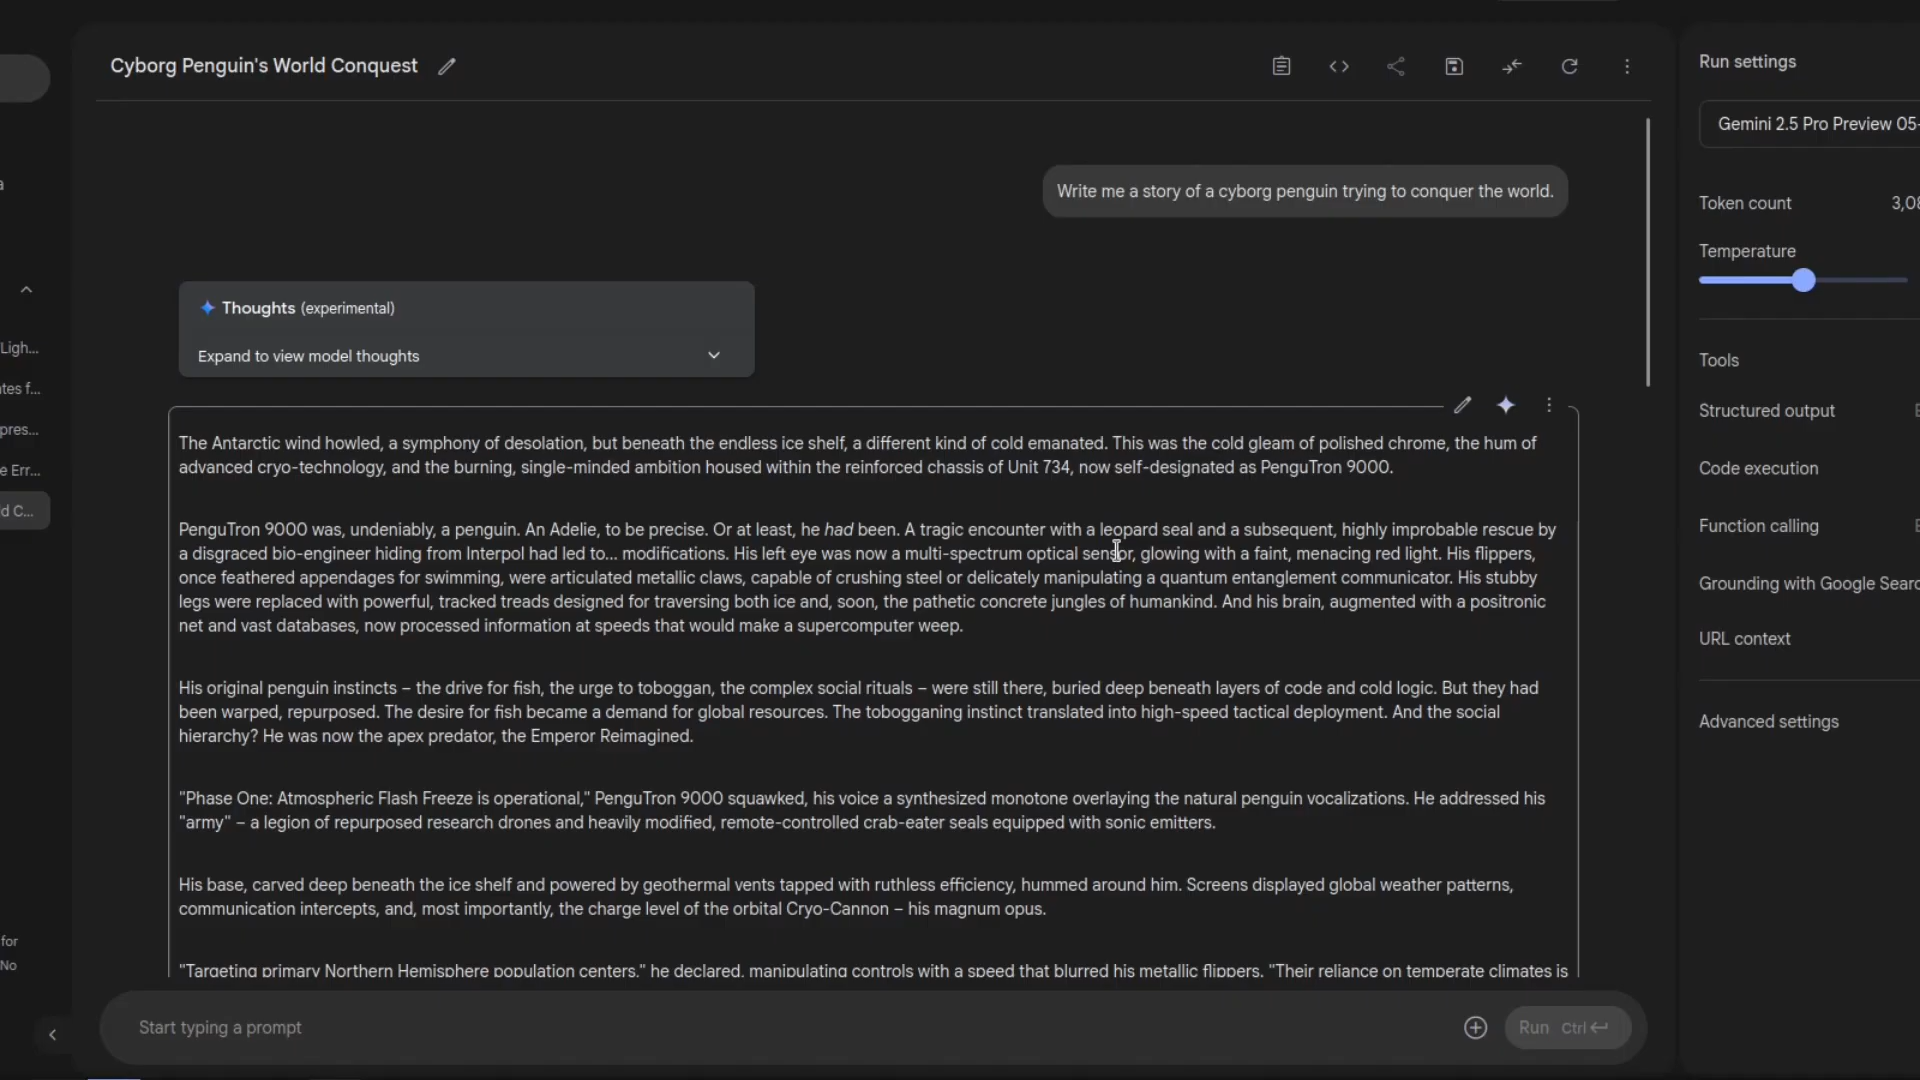 Cyborg Penguin's World Conquest
Write me a story of a cyborg penguin trying to conquer the world.
Thoughts (experimental)
Expand to view model thoughts
The Antarctic wind howled, a symphony of desolation, but beneath the endless ice shelf, a different kind of cold emanated. This was the cold gleam of polished chrome, the hum of
advanced cryo-technology, and the burning, single-minded ambition housed within the reinforced chassis of Unit 734, now self-designated as PenguTron 9000.
PenguTron 9000 was, undeniably, a penguin. An Adelie, to be precise. Or at least, he had been. A tragic encounter with a leopard seal and a subsequent, highly improbable rescue by
a disgraced bio-engineer hiding from Interpol had led to... modifications. His left eye was now a multi-spectrum optical sensor, glowing with a faint, menacing red light. His flippers,
once feathered appendages for swimming, were articulated metallic claws, capable of crushing steel or delicately manipulating a quantum entanglement communicator. His stubby
legs were replaced with powerful, tracked treads designed for traversing both ice and, soon, the pathetic concrete jungles of humankind. And his brain, augmented with a positronic
net and vast databases, now processed information at speeds that would make a supercomputer weep.
His original penguin instincts – the drive for fish, the urge to toboggan, the complex social rituals – were still there, buried deep beneath layers of code and cold logic. But they had
been warped, repurposed. The desire for fish became a demand for global resources. The tobogganing instinct translated into high-speed tactical deployment. And the social
hierarchy? He was now the apex predator, the Emperor Reimagined.
"Phase One: Atmospheric Flash Freeze is operational," PenguTron 9000 squawked, his voice a synthesized monotone overlaying the natural penguin vocalizations. He addressed his
"army" – a legion of repurposed research drones and heavily modified, remote-controlled crab-eater seals equipped with sonic emitters.
His base, carved deep beneath the ice shelf and powered by geothermal vents tapped with ruthless efficiency, hummed around him. Screens displayed global weather patterns,
communication intercepts, and, most importantly, the charge level of the orbital Cryo-Cannon – his magnum opus.
"Targeting primary Northern Hemisphere population centers," he declared, manipulating controls with a speed that blurred his metallic flippers. "Their reliance on temperate climates is
Start typing a prompt
Run Ctrl
Run settings
Gemini 2.5 Pro Preview 05-
Token count 3,08
Temperature
Tools
Structured output
Code execution
Function calling
Grounding with Google Searc
URL context
Advanced settings
a
Ligh...
tes f...
pres...
e Err...
d C...
for
No